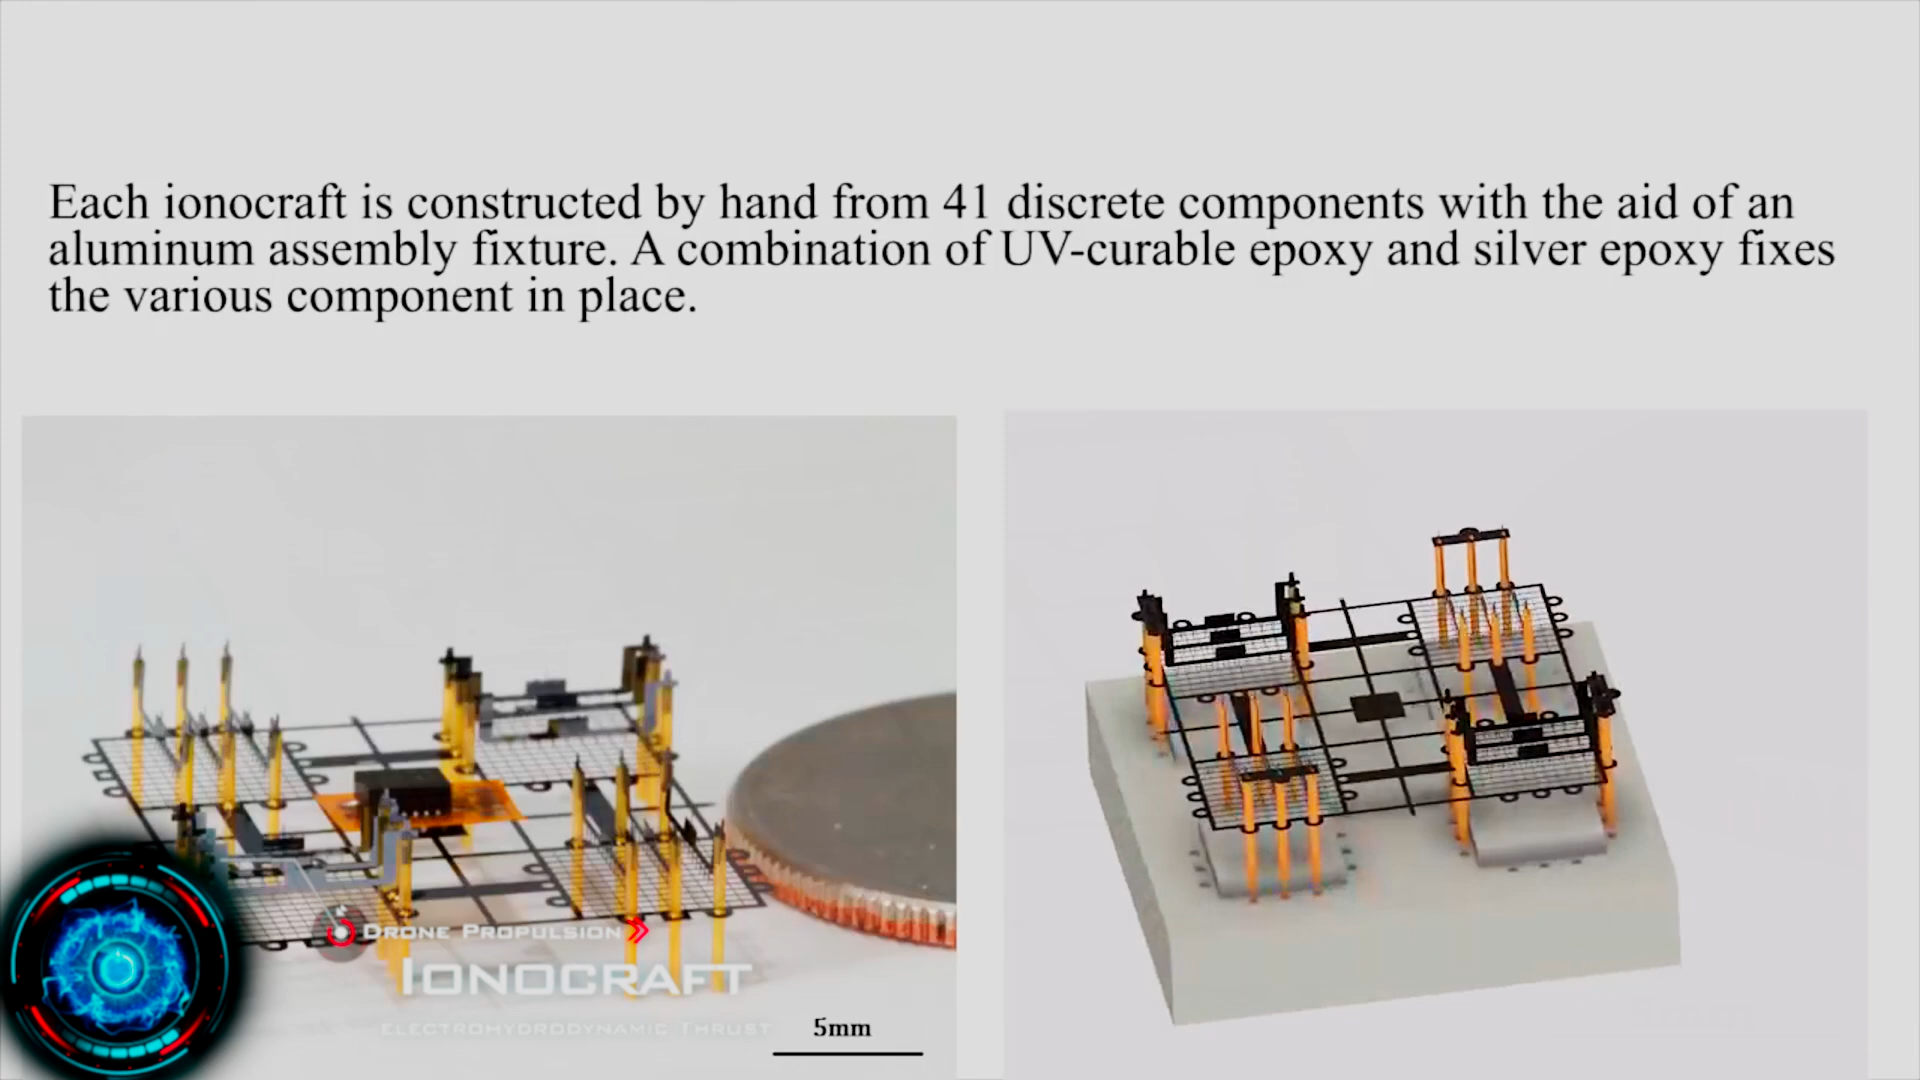 Each ionocraft is constructed by hand from 41 discrete components with the aid of an
aluminum assembly fixture. A combination of UV-curable epoxy and silver epoxy fixes
the various component in place.
Drone Propulsion
Ionocraft
Electrohydrodynamic Thrust
5mm